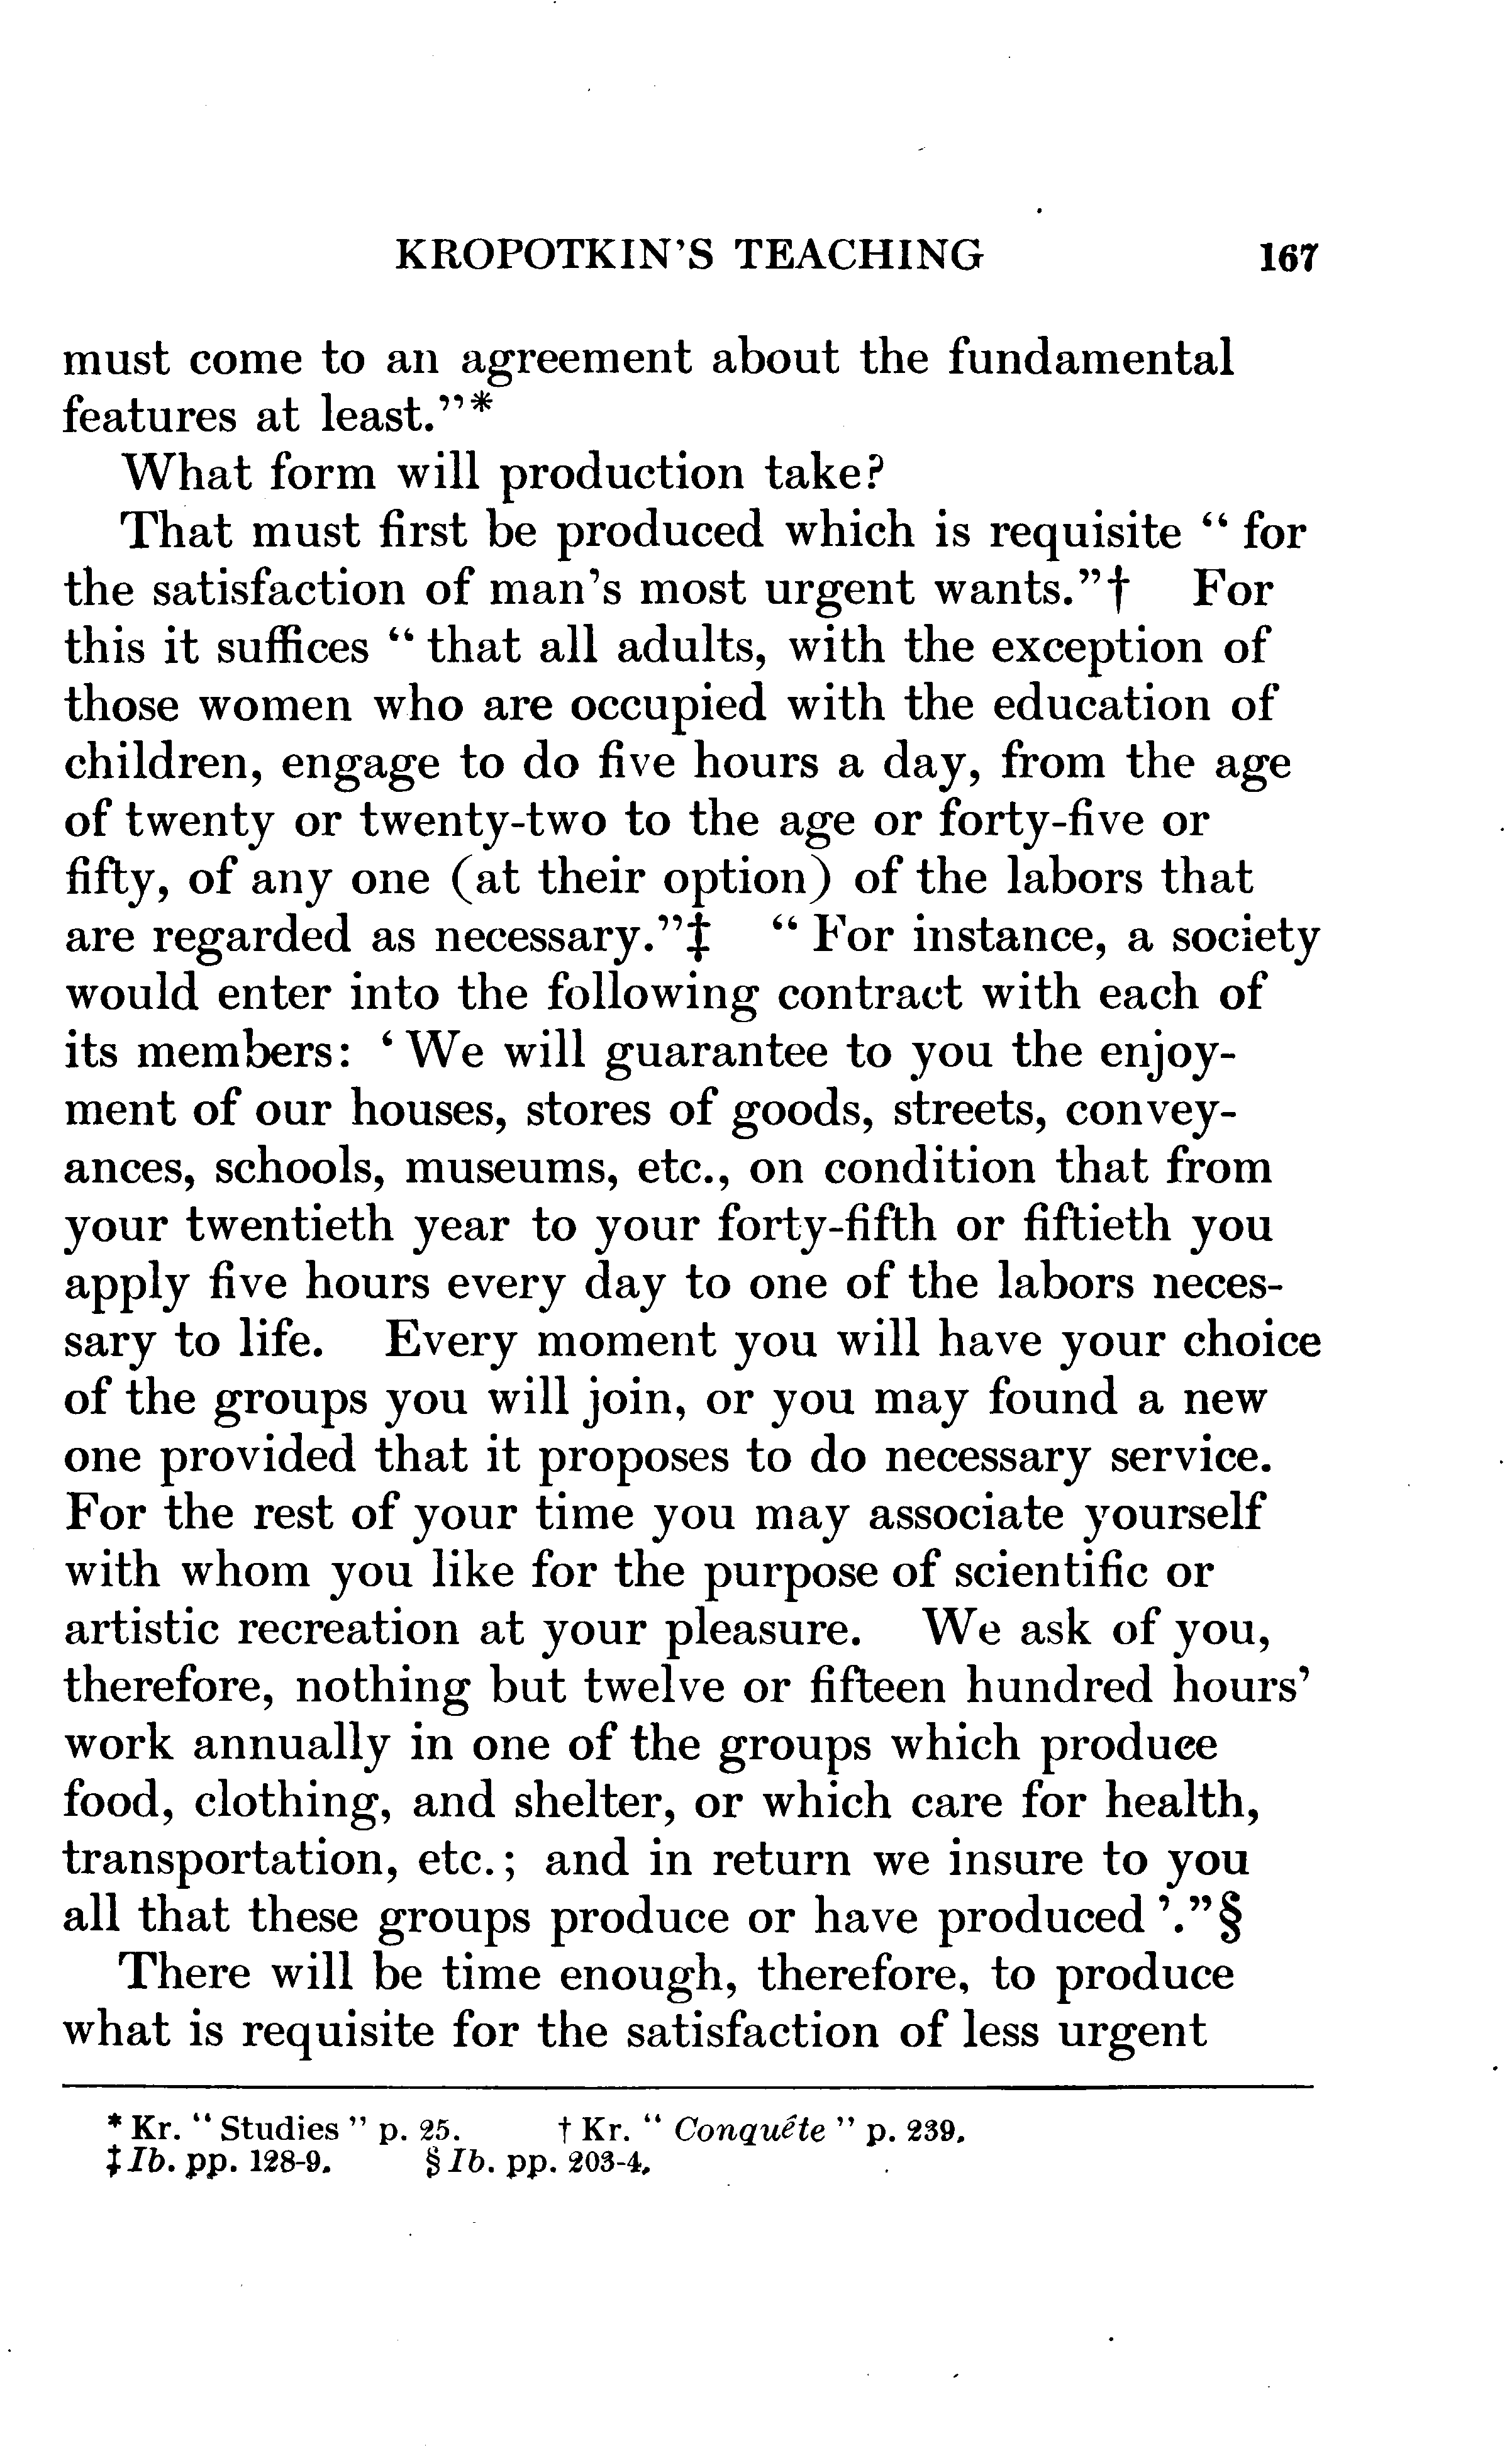 KROPOTKIN'S TEACHING 167
must come to an agreement about the fundamental
features at least."*
What form will production take?
That must first be produced which is requisite " for
the satisfaction of man's most urgent wants."† For
this it suffices " that all adults, with the exception of
those women who are occupied with the education of
children, engage to do five hours a day, from the age
of twenty or twenty-two to the age or forty-five or
fifty, of any one (at their option) of the labors that
are regarded as necessary."‡ " For instance, a society
would enter into the following contract with each of
its members: ' We will guarantee to you the enjoy-
ment of our houses, stores of goods, streets, convey-
ances, schools, museums, etc., on condition that from
your twentieth year to your forty-fifth or fiftieth you
apply five hours every day to one of the labors neces-
sary to life. Every moment you will have your choice
of the groups you will join, or you may found a new
one provided that it proposes to do necessary service.
For the rest of your time you may associate yourself
with whom you like for the purpose of scientific or
artistic recreation at your pleasure. We ask of you,
therefore, nothing but twelve or fifteen hundred hours'
work annually in one of the groups which produce
food, clothing, and shelter, or which care for health,
transportation, etc.; and in return we insure to you
all that these groups produce or have produced '."§
There will be time enough, therefore, to produce
what is requisite for the satisfaction of less urgent
* Kr. " Studies " p. 25. † Kr. " Conquête " p. 239.
‡ Ib. pp. 128-9. § Ib. pp. 203-4.